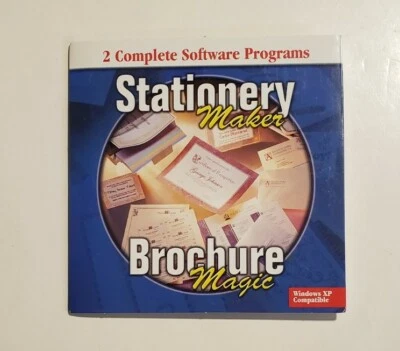 2 Complete Software Programs
Stationery
Maker
Brochure
Magic
Windows XP
Compatible